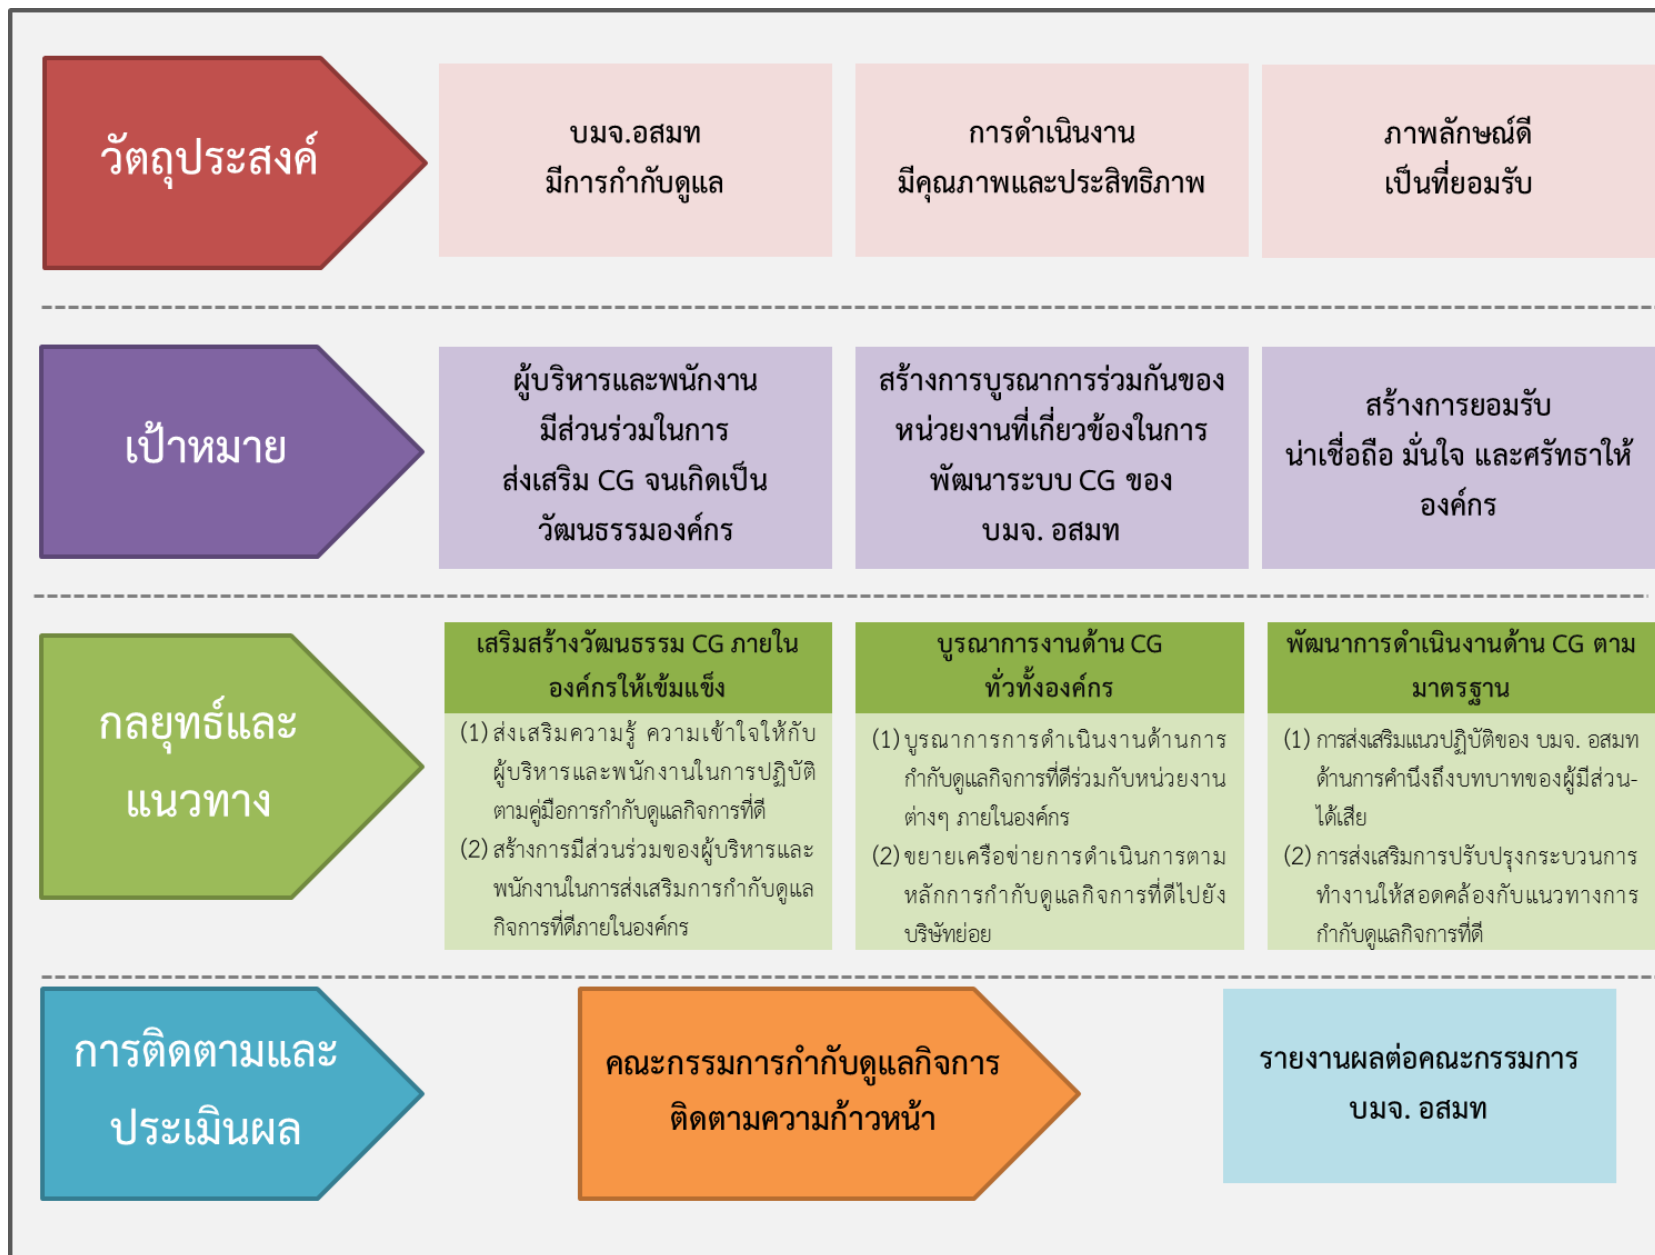 วัตถุประสงค์
บมจ.อสมท
มีการกำกับดูแล
การดำเนินงาน
มีคุณภาพและประสิทธิภาพ
ภาพลักษณ์ดี
เป็นที่ยอมรับ
เป้าหมาย
ผู้บริหารและพนักงาน
มีส่วนร่วมในการ
ส่งเสริม CG จนเกิดเป็น
วัฒนธรรมองค์กร
สร้างการบูรณาการร่วมกันของ
หน่วยงานที่เกี่ยวข้องในการ
พัฒนาระบบ CG ของ
บมจ. อสมท
สร้างการยอมรับ
น่าเชื่อถือ มั่นใจ และศรัทธาให้
องค์กร
กลยุทธ์และ
แนวทาง
เสริมสร้างวัฒนธรรม CG ภายใน
องค์กรให้เข้มแข็ง
(1) ส่งเสริมความรู้ ความเข้าใจให้กับ
ผู้บริหารและพนักงานในการปฏิบัติ
ตามคู่มือการกำกับดูแลกิจการที่ดี
(2) สร้างการมีส่วนร่วมของผู้บริหารและ
พนักงานในการส่งเสริมการกำกับดูแล
กิจการที่ดีภายในองค์กร
บูรณาการงานด้าน CG
ทั่วทั้งองค์กร
(1) บูรณาการการดำเนินงานด้านการ
กำกับดูแลกิจการที่ดีร่วมกับหน่วยงาน
ต่างๆ ภายในองค์กร
(2) ขยายเครือข่ายการดำเนินการตาม
หลักการกำกับดูแลกิจการที่ดีไปยัง
บริษัทย่อย
พัฒนาการดำเนินงานด้าน CG ตาม
มาตรฐาน
(1) การส่งเสริมแนวปฏิบัติของ บมจ. อสมท
ด้านการคำนึงถึงบทบาทของผู้มีส่วน-
ได้เสีย
(2) การส่งเสริมการปรับปรุงกระบวนการ
ทำงานให้สอดคล้องกับแนวทางการ
กำกับดูแลกิจการที่ดี
การติดตามและ
ประเมินผล
คณะกรรมการกำกับดูแลกิจการ
ติดตามความก้าวหน้า
รายงานผลต่อคณะกรรมการ
บมจ. อสมท